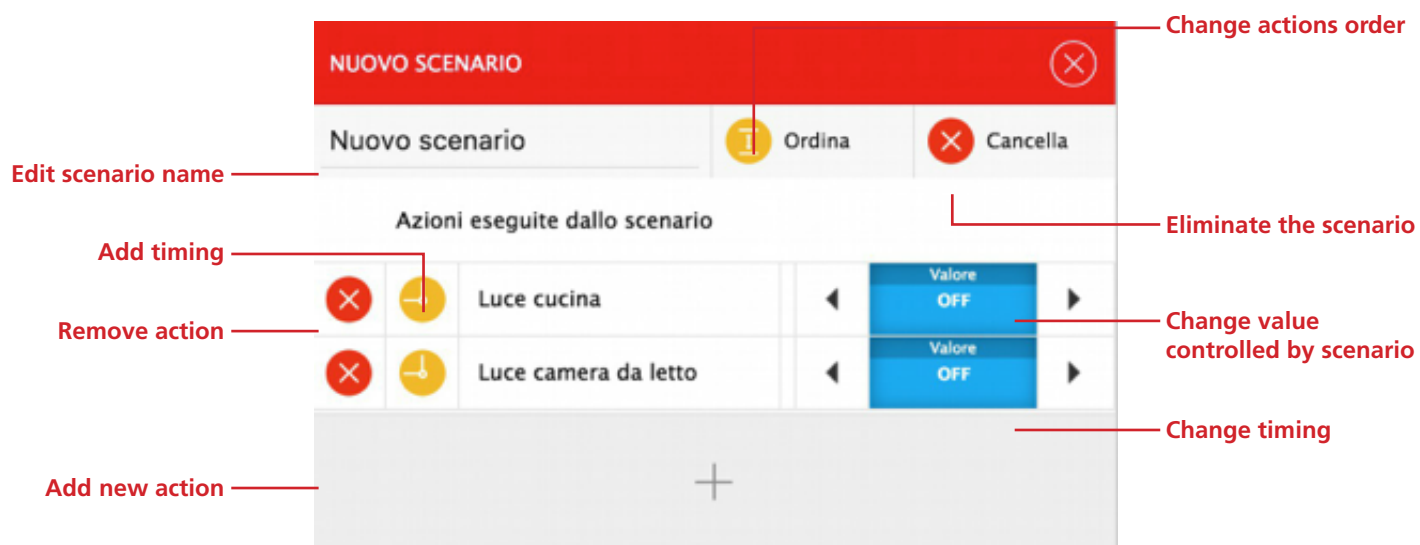 Change actions order
NUOVO SCENARIO
Nuovo scenario
Ordina
Cancella
Edit scenario name
Azioni eseguite dallo scenario
Eliminate the scenario
Add timing
Luce cucina
Valore
OFF
Remove action
Change value
controlled by scenario
Luce camera da letto
Valore
OFF
Change timing
Add new action